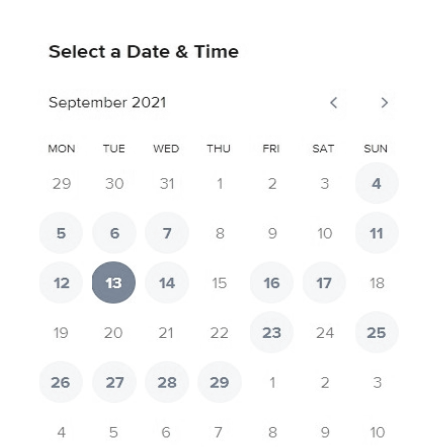 Select a Date & Time
September 2021
MON TUE WED THU FRI SAT SUN
29 30 31 1 2 3 4
5 6 7 8 9 10 11
12 13 14 15 16 17 18
19 20 21 22 23 24 25
26 27 28 29 1 2 3
4 5 6 7 8 9 10